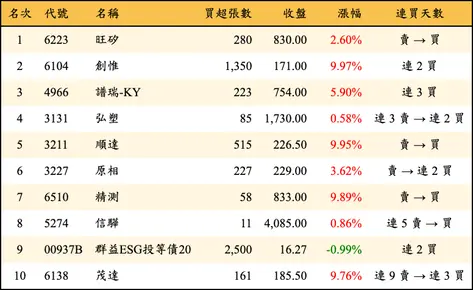 名次 代號 名稱 買超張數 收盤 漲幅 連買天數
1 6223 旺矽 280 830.00 2.60% 賣→買
2 6104 創惟 1,350 171.00 9.97% 連2買
3 4966 譜瑞-KY 223 754.00 5.90% 連3買
4 3131 弘塑 85 1,730.00 0.58% 連3賣→連2買
5 3211 順達 515 226.50 9.95% 賣→買
6 3227 原相 227 229.00 3.62% 賣→連2買
7 6510 精測 58 833.00 9.89% 賣→買
8 5274 信驊 11 4,085.00 0.86% 連5賣→買
9 00937B 群益ESG投等債20 2,500 16.27 -0.99% 連2買
10 6138 茂達 161 185.50 9.76% 連9賣→連3買